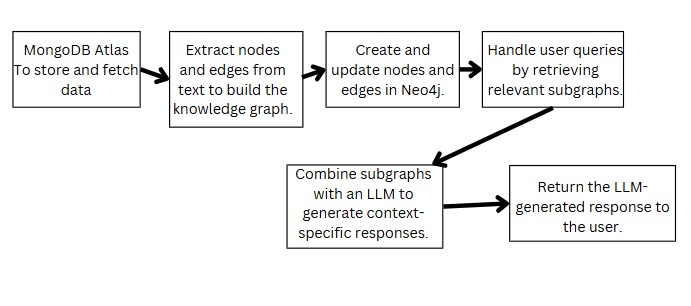 MongoDB Atlas
To store and fetch
data
Extract nodes
and edges from
text to build the
knowledge graph.
Create and
update nodes and
edges in Neo4j.
Handle user queries
by retrieving
relevant subgraphs.
Combine subgraphs
with an LLM to
generate context-
specific responses.
Return the LLM-
generated response to
the user.